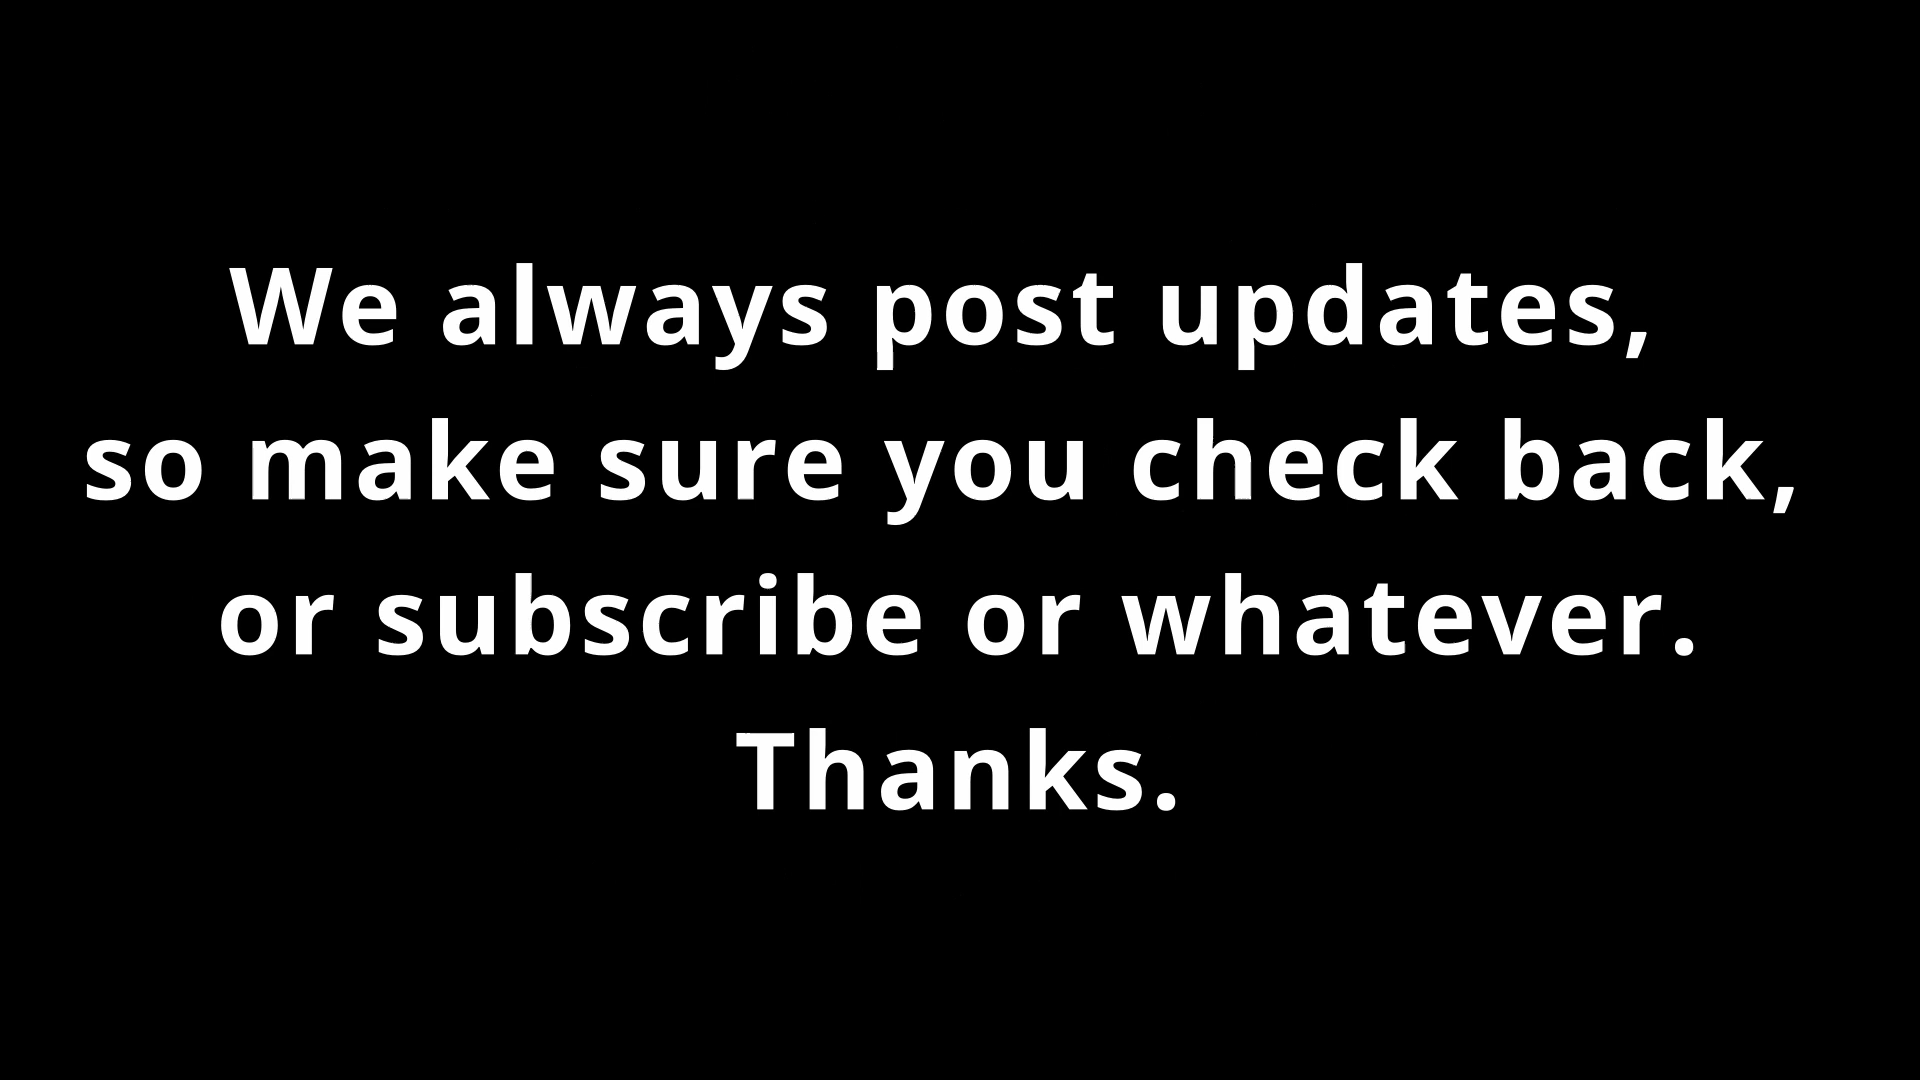 We always post updates,
so make sure you check back,
or subscribe or whatever.
Thanks.